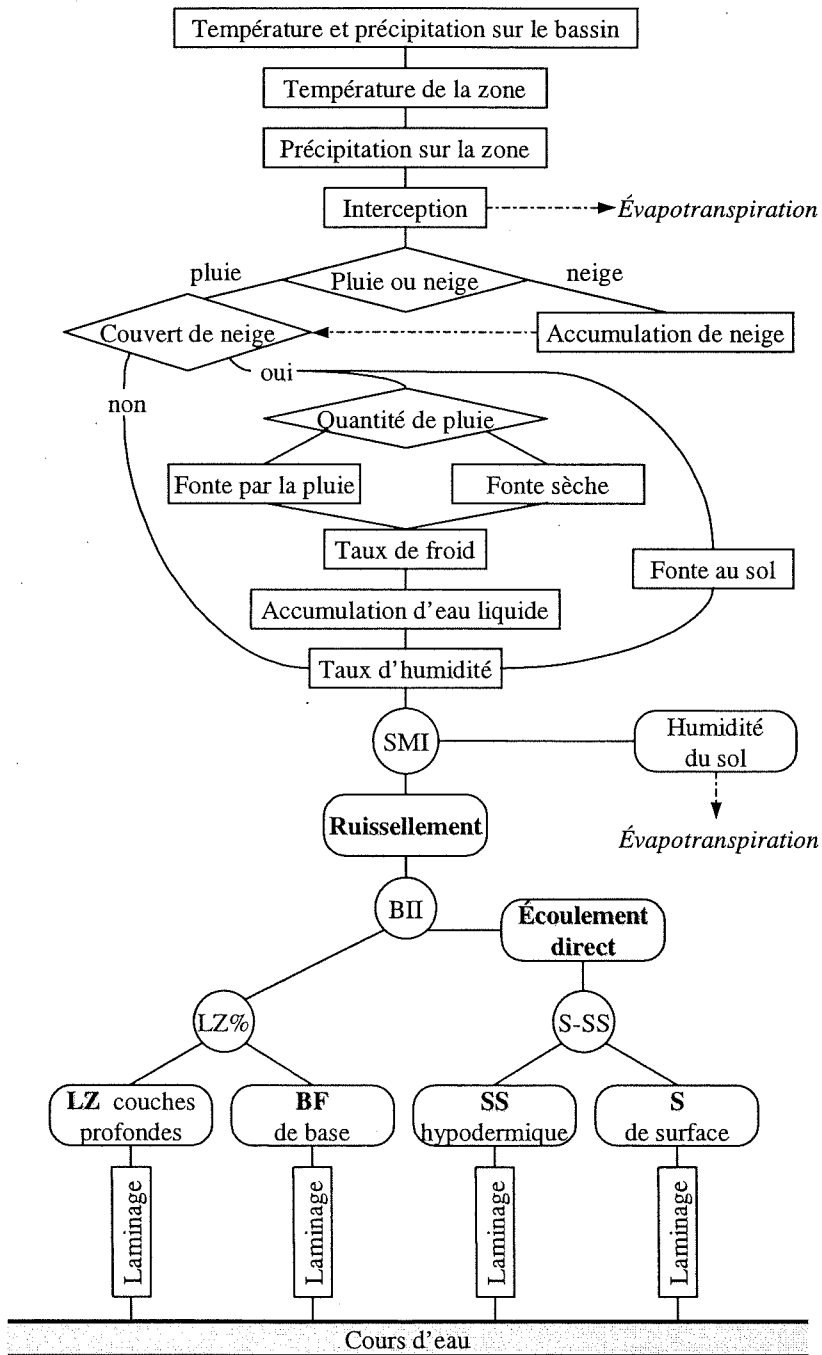 Température et précipitation sur le bassin
Température de la zone
Précipitation sur la zone
Interception
Évapotranspiration
pluie
Pluie ou neige
neige
Couvert de neige
Accumulation de neige
oui
non
Quantité de pluie
Fonte par la pluie
Fonte sèche
Taux de froid
Fonte au sol
Accumulation d'eau liquide
Taux d'humidité
SMI
Humidité
du sol
Ruissellement
Évapotranspiration
BII
Écoulement
direct
LZ%
S-SS
LZ couches
profondes
BF
de base
SS
hypodermique
S
de surface
Laminage
Laminage
Laminage
Laminage
Cours d'eau